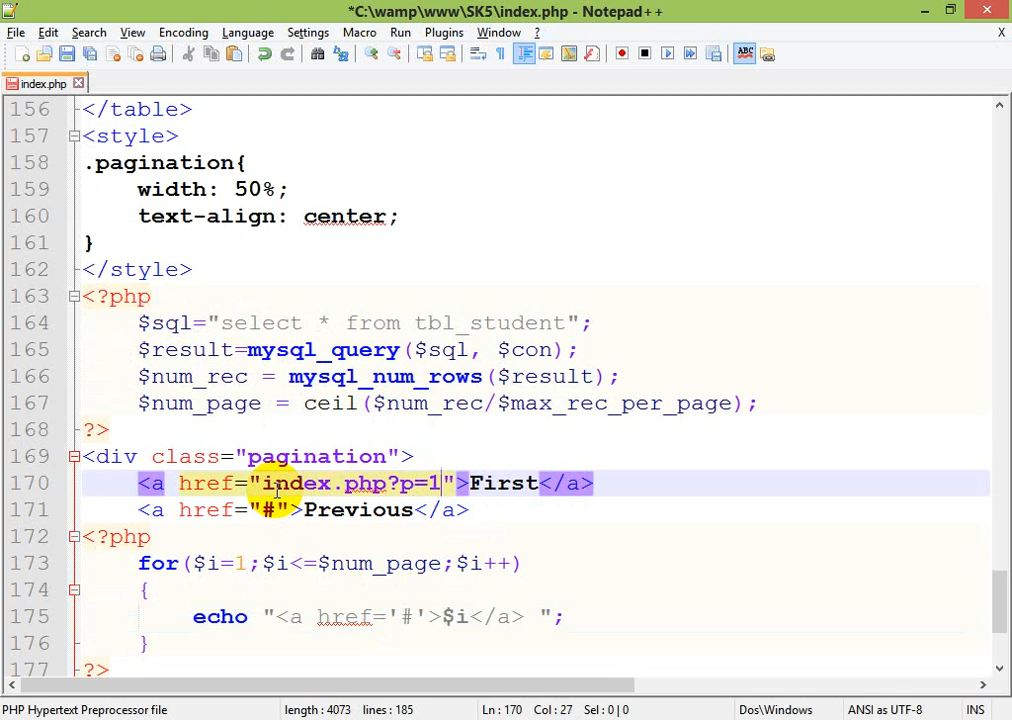 *C:\wamp\www\SK5\index.php - Notepad++
File Edit Search View Encoding Language Settings Macro Run Plugins Window ? X
index.php
156 </table>
157 <style>
158 .pagination{
159 width: 50%;
160 text-align: center;
161 }
162 </style>
163 <?php
164 $sql="select * from tbl_student";
165 $result=mysql_query($sql, $con);
166 $num_rec = mysql_num_rows($result);
167 $num_page = ceil($num_rec/$max_rec_per_page);
168 ?>
169 <div class="pagination">
170 <a href="index.php?p=1">First</a>
171 <a href="#">Previous</a>
172 <?php
173 for($i=1;$i<=$num_page;$i++)
174 {
175 echo "<a href='#'>$i</a> ";
176 }
177 ?>
PHP Hypertext Preprocessor file length : 4073 lines : 185 Ln : 170 Col : 27 Sel : 0 | 0 Dos\Windows ANSI as UTF-8 INS